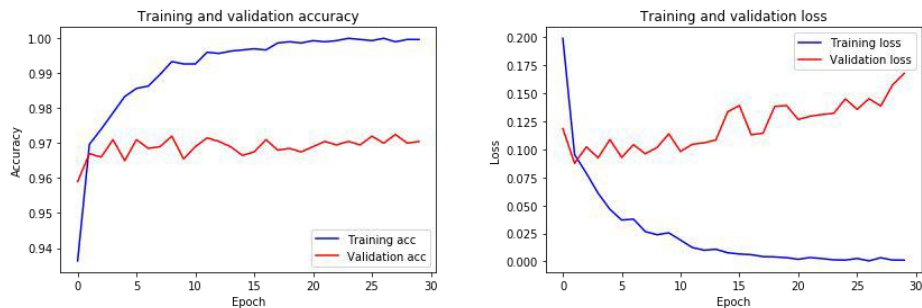 Training and validation accuracy
1.00
0.99
0.98
0.97
0.96
0.95
0.94
Accuracy
Training acc
Validation acc
0 5 10 15 20 25 30
Epoch
Training and validation loss
0.200
0.175
0.150
0.125
0.100
0.075
0.050
0.025
0.000
Loss
Training loss
Validation loss
0 5 10 15 20 25 30
Epoch